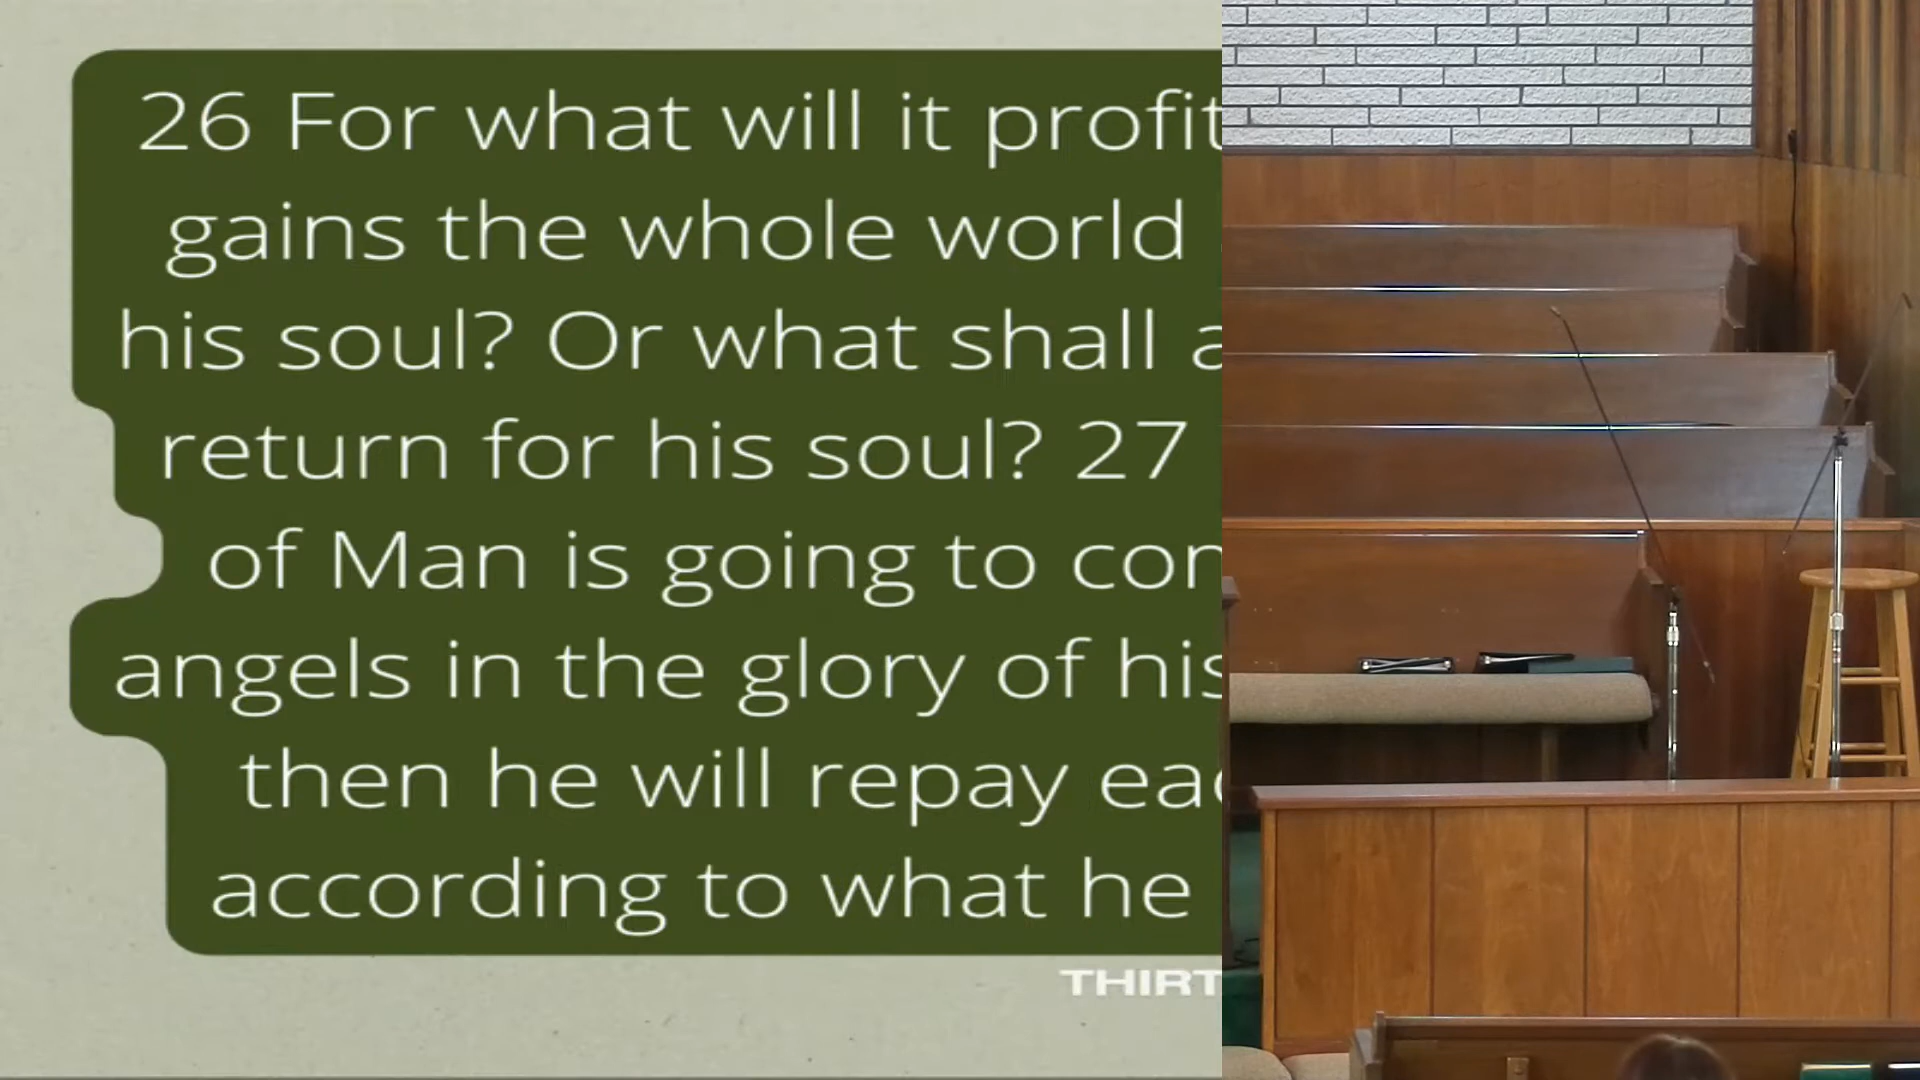 26 For what will it profit
gains the whole world
his soul? Or what shall a
return for his soul? 27
of Man is going to
angels in the glory of his
then he will repay
according to what he
THIRT